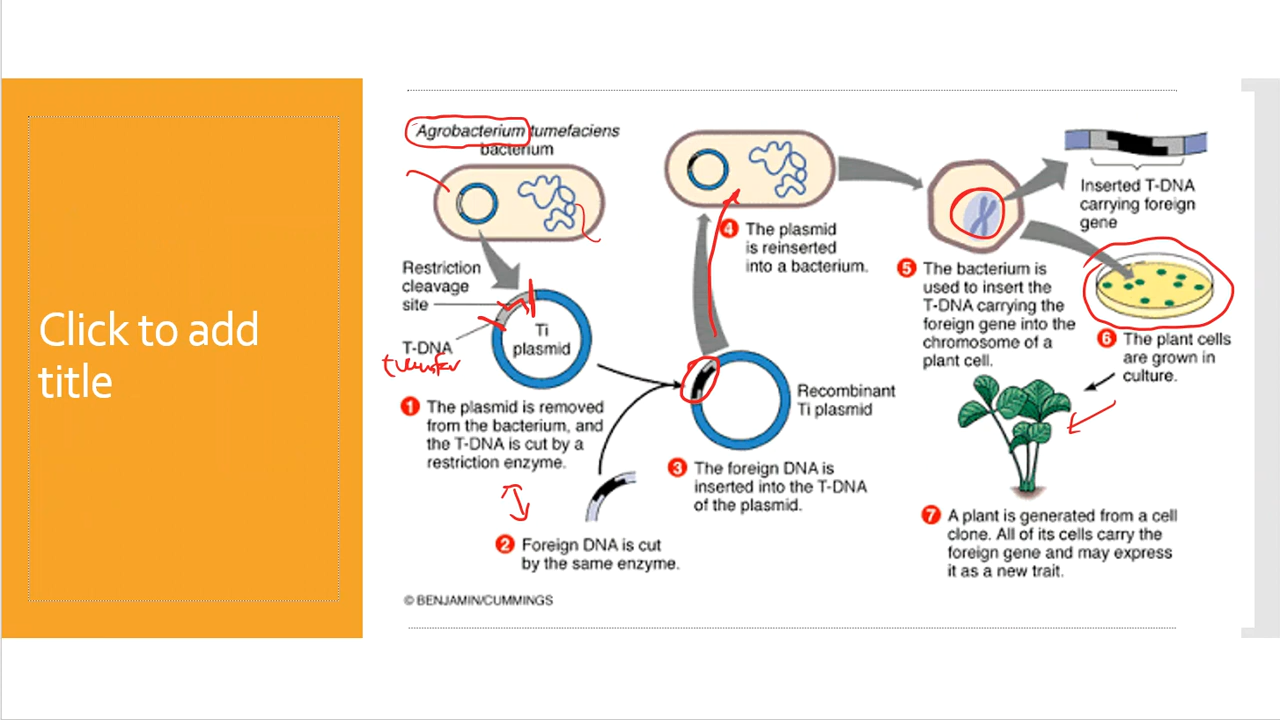 Click to add
title
Agrobacterium tumefaciens
bacterium
Restriction
cleavage
site
T-DNA
transfer
Ti
plasmid
1 The plasmid is removed
from the bacterium, and
the T-DNA is cut by a
restriction enzyme.
2 Foreign DNA is cut
by the same enzyme.
Recombinant
Ti plasmid
3 The foreign DNA is
inserted into the T-DNA
of the plasmid.
4 The plasmid
is reinserted
into a bacterium.
5 The bacterium is
used to insert the
T-DNA carrying the
foreign gene into the
chromosome of a
plant cell.
Inserted T-DNA
carrying foreign
gene
6 The plant cells
are grown in
culture.
7 A plant is generated from a cell
clone. All of its cells carry the
foreign gene and may express
it as a new trait.
© BENJAMIN/CUMMINGS